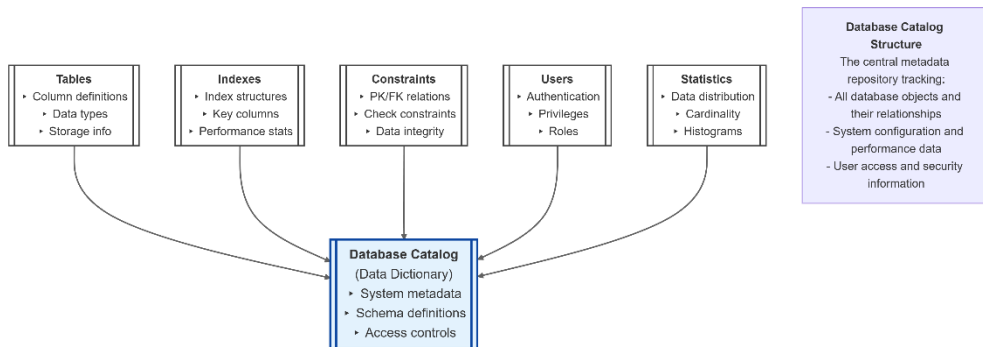 Tables
‣ Column definitions
‣ Data types
‣ Storage info
Indexes
‣ Index structures
‣ Key columns
‣ Performance stats
Constraints
‣ PK/FK relations
‣ Check constraints
‣ Data integrity
Users
‣ Authentication
‣ Privileges
‣ Roles
Statistics
‣ Data distribution
‣ Cardinality
‣ Histograms
Database Catalog
Structure
The central metadata
repository tracking:
- All database objects and
their relationships
- System configuration and
performance data
- User access and security
information
Database Catalog
(Data Dictionary)
‣ System metadata
‣ Schema definitions
‣ Access controls